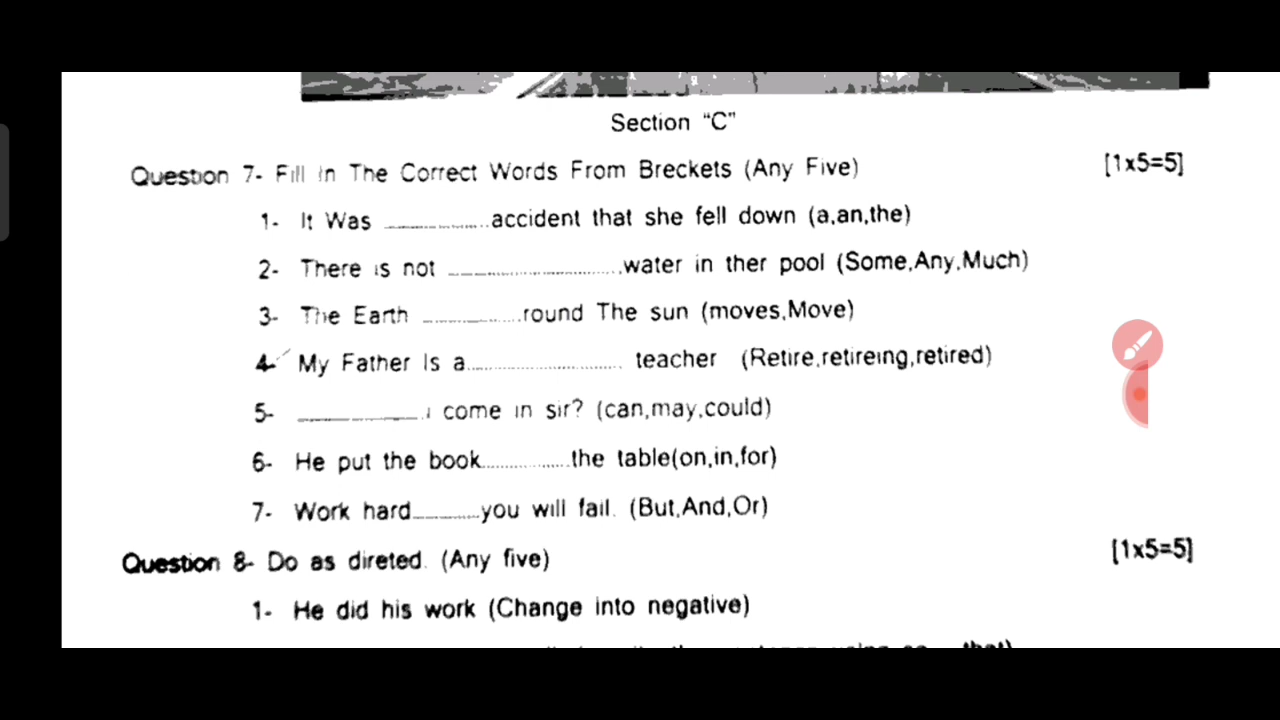 Section “C”
Question 7- Fill In The Correct Words From Breckets (Any Five) [1x5=5]
1- It Was ................accident that she fell down (a,an,the)
2- There is not ..........................water in ther pool (Some,Any,Much)
3- The Earth ................round The sun (moves,Move)
4- My Father Is a.......................... teacher (Retire,retireing,retired)
5- ....................i come in sir? (can,may,could)
6- He put the book................the table(on,in,for)
7- Work hard............you will fail. (But,And,Or)
Question 8- Do as direted. (Any five) [1x5=5]
1- He did his work (Change into negative)